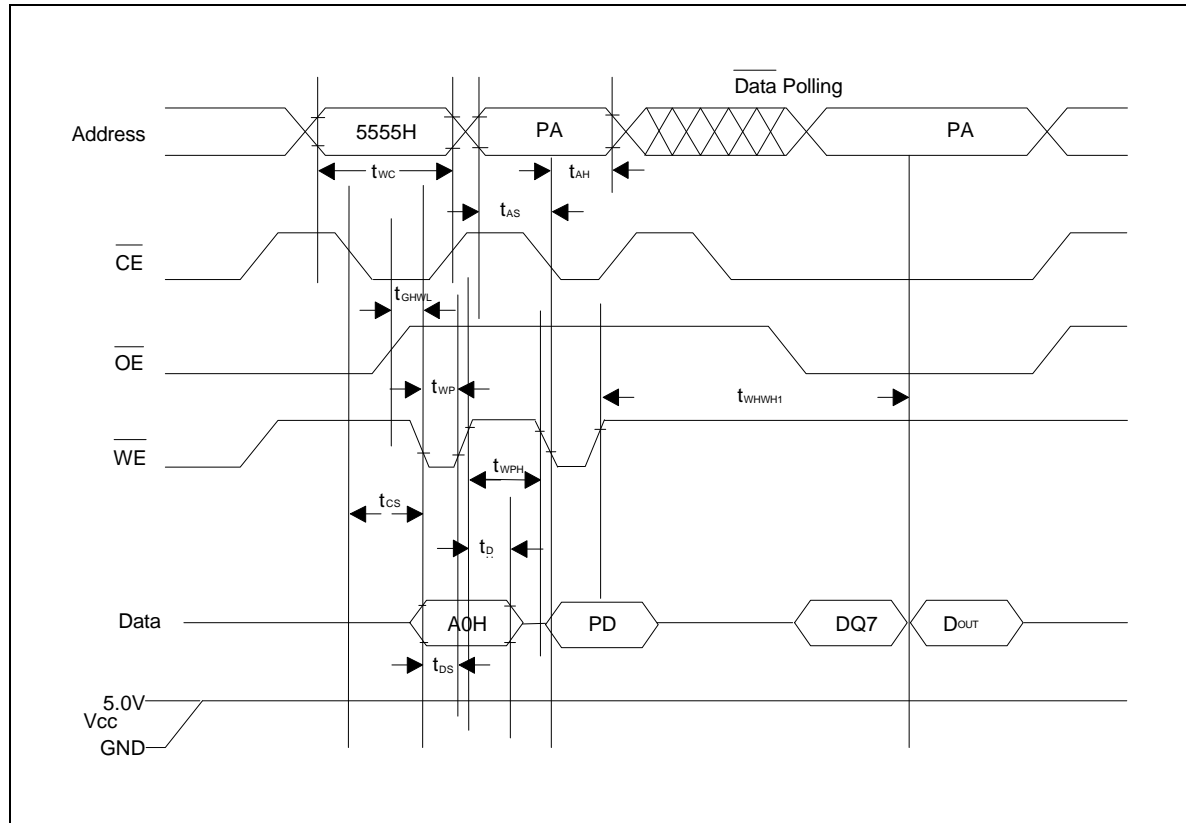 Data Polling
Address
5555H
PA
PA
tWC
tAH
tAS
CE
tGHWL
OE
tWP
tWHWH1
WE
tWPH
tCS
tD
Data
A0H
PD
DQ7
DOUT
tDS
5.0V
Vcc
GND